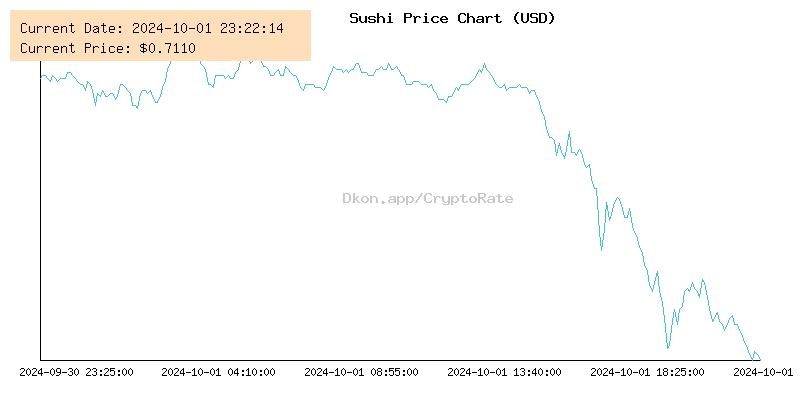 Sushi Price Chart (USD)
Current Date: 2024-10-01 23:22:14
Current Price: $0.7110
Dkon.app/CryptoRate
2024-09-30 23:25:00 2024-10-01 04:10:00 2024-10-01 08:55:00 2024-10-01 13:40:00 2024-10-01 18:25:00 2024-10-01